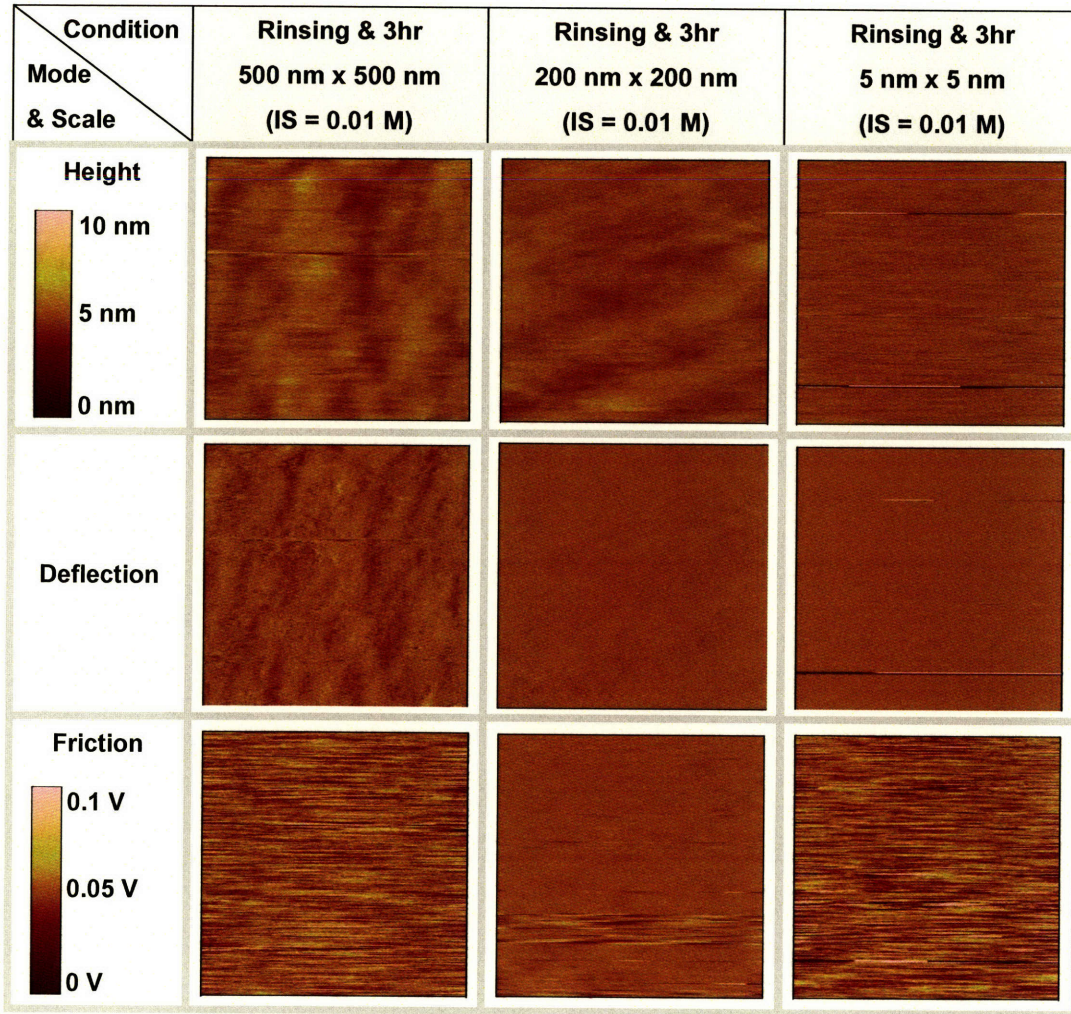 Condition
Mode
& Scale
Rinsing & 3hr
500 nm x 500 nm
(IS = 0.01 M)
Rinsing & 3hr
200 nm x 200 nm
(IS = 0.01 M)
Rinsing & 3hr
5 nm x 5 nm
(IS = 0.01 M)
Height
10 nm
5 nm
0 nm
Deflection
Friction
0.1 V
0.05 V
0 V